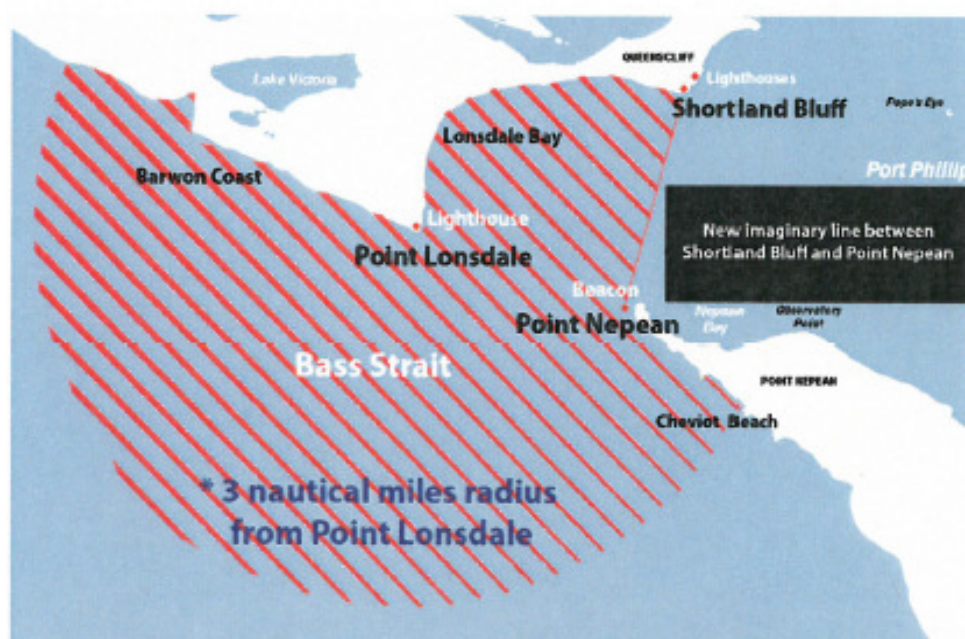 QUEENSCLIFF
Lake Victoria
Lighthouses
Shortland Bluff
Pope's Eye
Lonsdale Bay
Barwon Coast
Port Phillip
Lighthouse
New imaginary line between
Shortland Bluff and Point Nepean
Point Lonsdale
Beacon
Point Nepean
Nepean
Bay
Observatory
Point
Bass Strait
POINT NEPEAN
Cheviot Beach
* 3 nautical miles radius
from Point Lonsdale